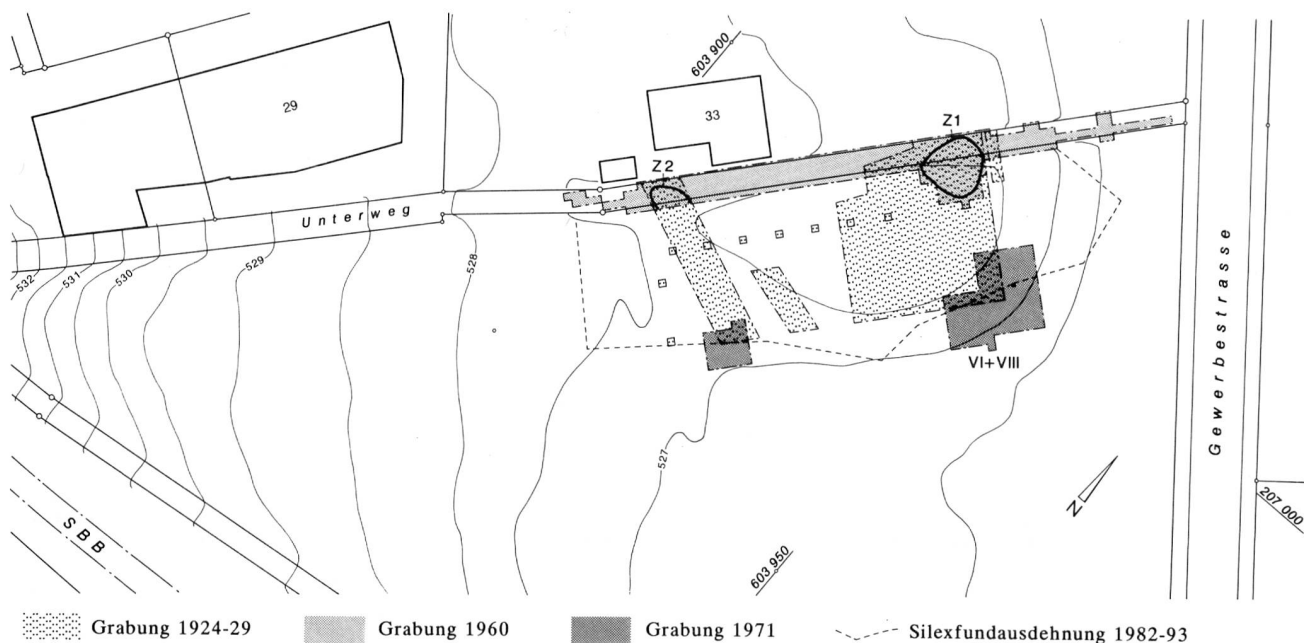 603 900
29
33
Z1
Z2
Unterweg
532
531
530
529
528
527
VI+VIII
Gewerbestrasse
N
207 000
SBB
603 950
Grabung 1924-29
Grabung 1960
Grabung 1971
Silexfundausdehnung 1982-93